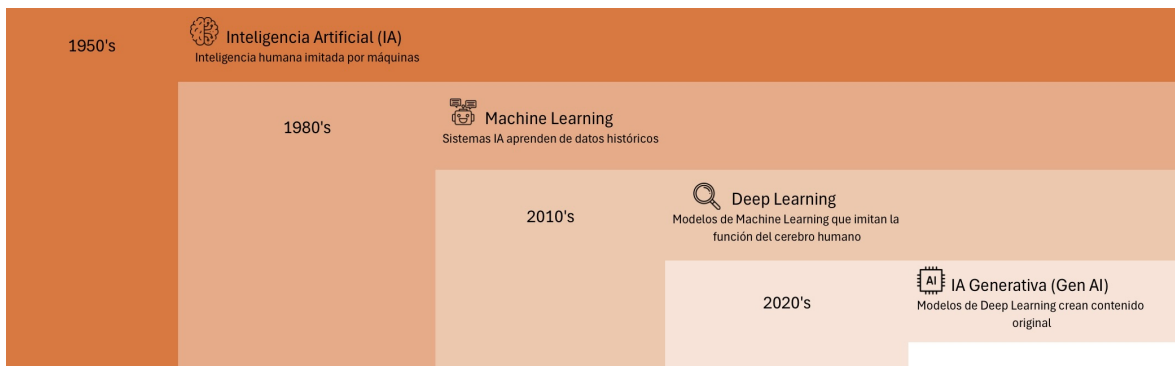 1950's
Inteligencia Artificial (IA)
Inteligencia humana imitada por máquinas
1980's
Machine Learning
Sistemas IA aprenden de datos históricos
2010's
Deep Learning
Modelos de Machine Learning que imitan la
función del cerebro humano
2020's
AI
IA Generativa (Gen AI)
Modelos de Deep Learning crean contenido
original